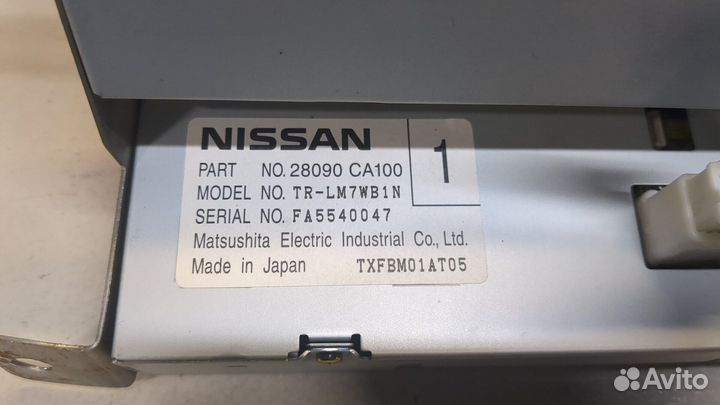 NISSAN
1
PART NO. 28090 CA100
MODEL NO. TR-LM7WB1N
SERIAL NO. FA5540047
Matsushita Electric Industrial Co., Ltd.
Made in Japan TXFBM01AT05
Avito